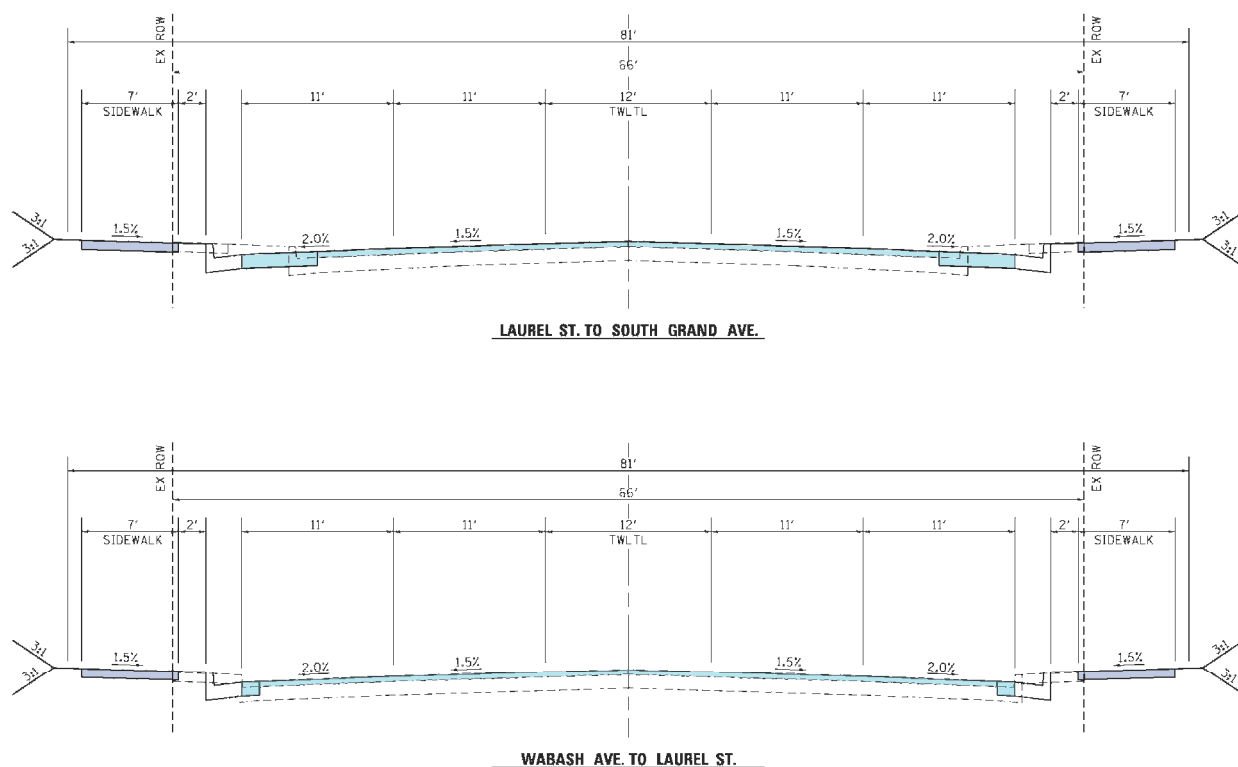 EX ROW
81'
EX ROW
66'
7' 2' 11' 11' 12' 11' 11' 2' 7'
SIDEWALK TWLTL SIDEWALK
3:1 1.5% 2.0% 1.5% 1.5% 2.0% 1.5% 3:1
3:1 3:1
LAUREL ST. TO SOUTH GRAND AVE.
EX ROW
81'
EX ROW
66'
7' 2' 11' 11' 12' 11' 11' 2' 7'
SIDEWALK TWLTL SIDEWALK
3:1 1.5% 2.0% 1.5% 1.5% 2.0% 1.5% 3:1
3:1 3:1
WABASH AVE. TO LAUREL ST.